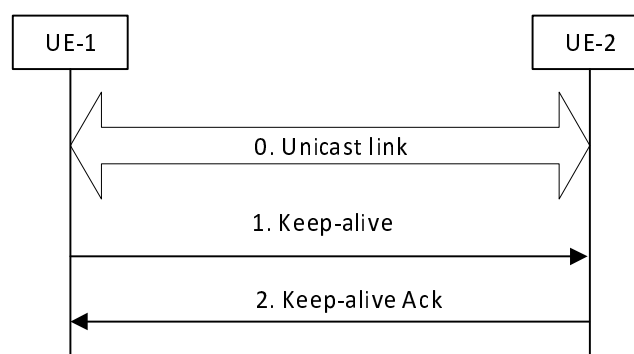 UE-1
UE-2
0. Unicast link
1. Keep-alive
2. Keep-alive Ack